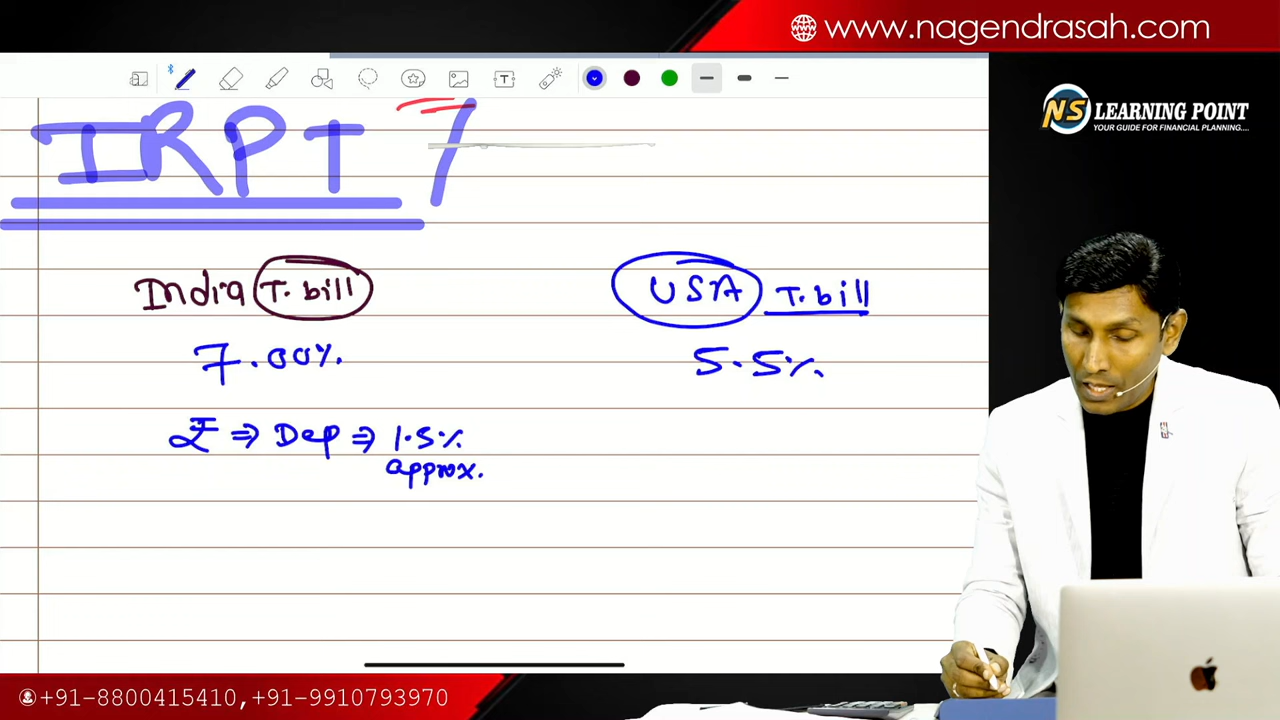 www.nagendrasah.com
NS LEARNING POINT
YOUR GUIDE FOR FINANCIAL PLANNING....
IRPT
India T. bill
USA T. bill
7.00%
5.5%
₹ ⇒ Dep ⇒ 1.5%
approx.
+91-8800415410,+91-9910793970